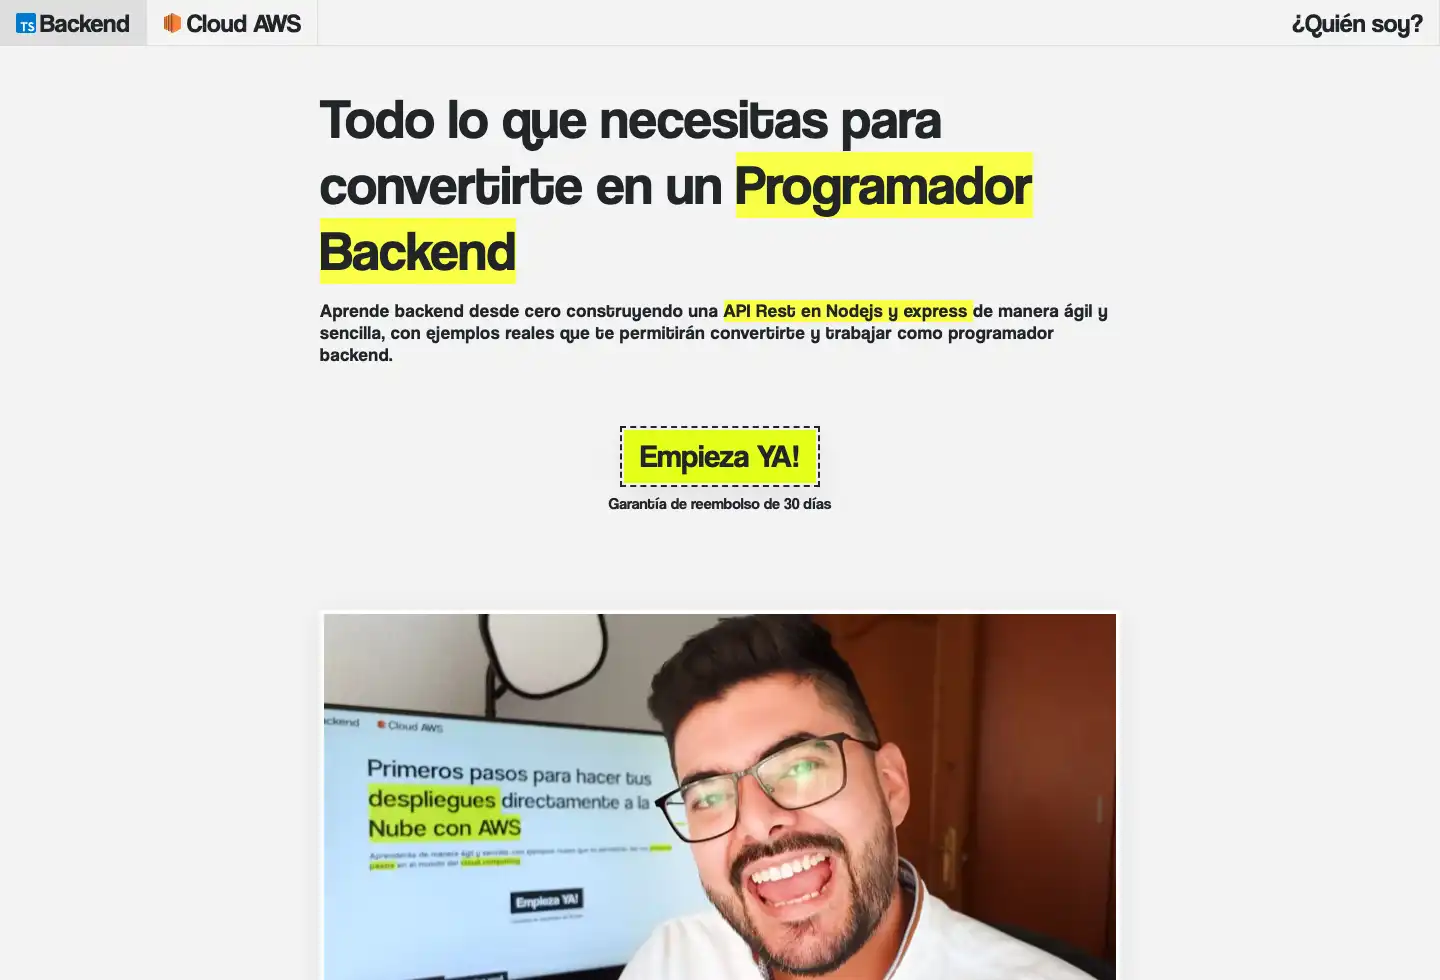 TS Backend
Cloud AWS
¿Quién soy?
Todo lo que necesitas para
convertirte en un Programador
Backend
Aprende backend desde cero construyendo una API Rest en Nodejs y express de manera ágil y
sencilla, con ejemplos reales que te permitirán convertirte y trabajar como programador
backend.
Empieza YA!
Garantía de reembolso de 30 días
Cloud AWS
Primeros pasos para hacer tus
despliegues directamente a la
Nube con AWS
Empieza YA!